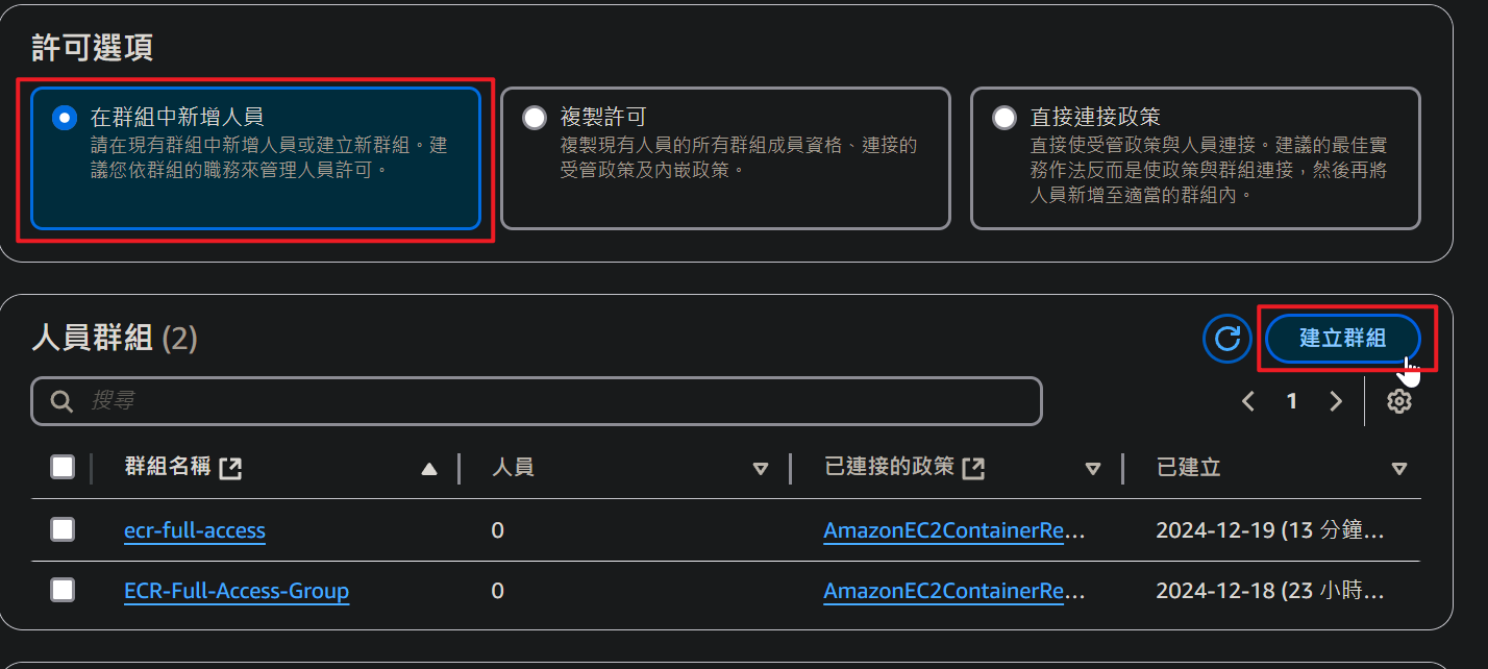 許可選項
在群組中新增人員
請在現有群組中新增人員或建立新群組。建
議您依群組的職務來管理人員許可。
複製許可
複製現有人員的所有群組成員資格、連接的
受管政策及內嵌政策。
直接連接政策
直接使受管政策與人員連接。建議的最佳實
務作法反而是使政策與群組連接，然後再將
人員新增至適當的群組內。
人員群組 (2)
建立群組
搜尋
1
群組名稱 人員 已連接的政策 已建立
ecr-full-access 0 AmazonEC2ContainerRe... 2024-12-19 (13 分鐘...
ECR-Full-Access-Group 0 AmazonEC2ContainerRe... 2024-12-18 (23 小時...